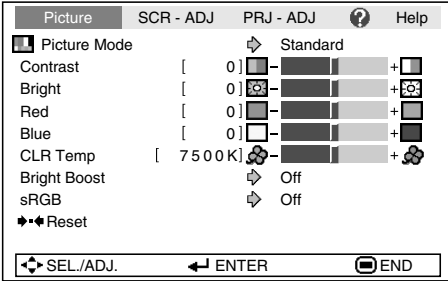 Picture SCR - ADJ PRJ - ADJ ? Help
Picture Mode Standard
Contrast [ 0] - +
Bright [ 0] - +
Red [ 0] - +
Blue [ 0] - +
CLR Temp [ 7500K] - +
Bright Boost Off
sRGB Off
Reset
SEL./ADJ. ENTER END